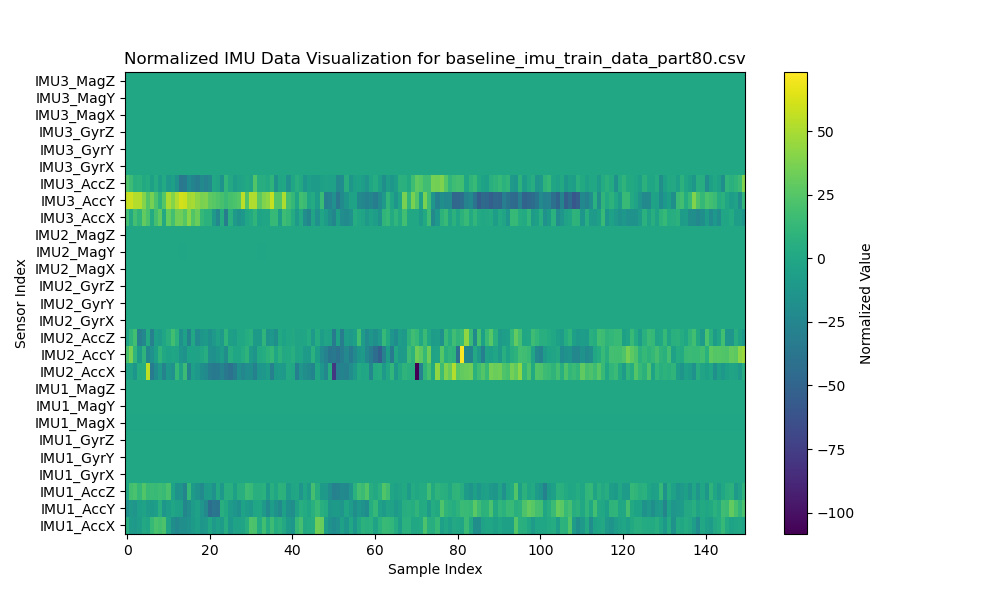 Normalized IMU Data Visualization for baseline_imu_train_data_part80.csv
IMU3_MagZ
IMU3_MagY
IMU3_MagX
IMU3_GyrZ
IMU3_GyrY
IMU3_GyrX
IMU3_AccZ
IMU3_AccY
IMU3_AccX
IMU2_MagZ
IMU2_MagY
IMU2_MagX
IMU2_GyrZ
IMU2_GyrY
IMU2_GyrX
IMU2_AccZ
IMU2_AccY
IMU2_AccX
IMU1_MagZ
IMU1_MagY
IMU1_MagX
IMU1_GyrZ
IMU1_GyrY
IMU1_GyrX
IMU1_AccZ
IMU1_AccY
IMU1_AccX
Sensor Index
0 20 40 60 80 100 120 140
Sample Index
50
25
0
−25
−50
−75
−100
Normalized Value